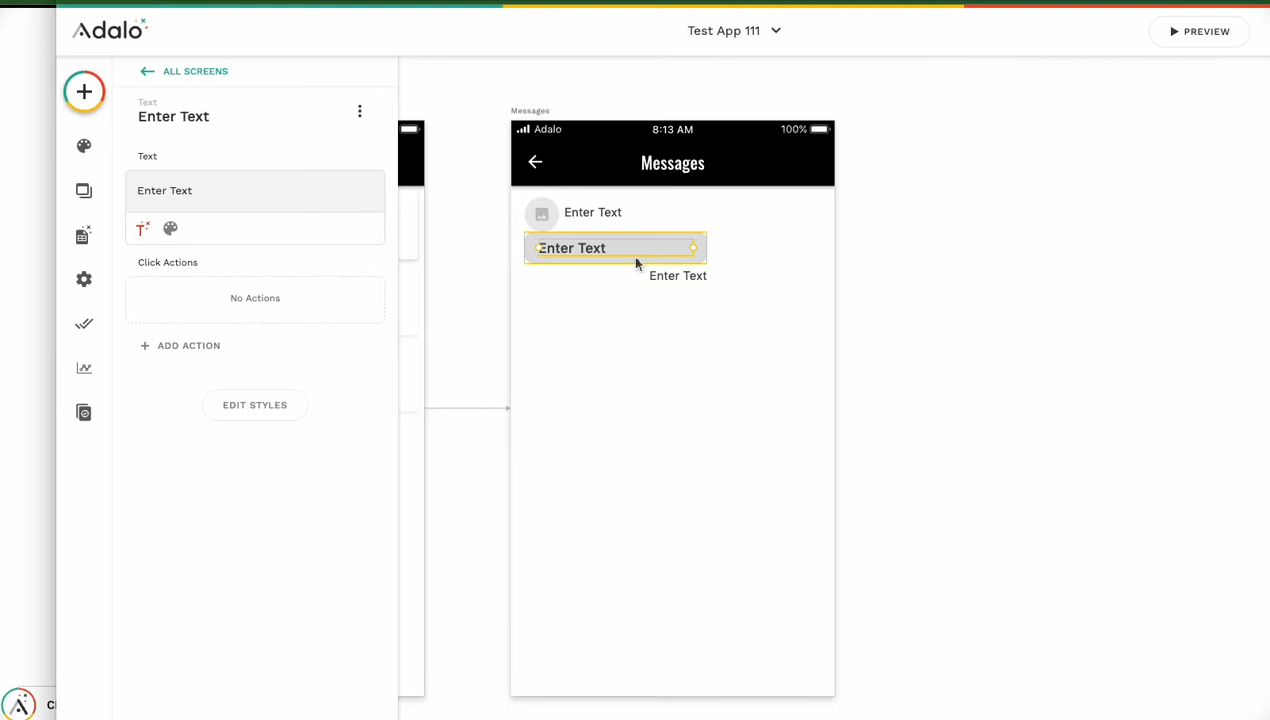 Adalo
Test App 111
PREVIEW
ALL SCREENS
Text
Enter Text
Text
Enter Text
Click Actions
No Actions
ADD ACTION
EDIT STYLES
Messages
Adalo
8:13 AM
100%
Messages
Enter Text
Enter Text
Enter Text